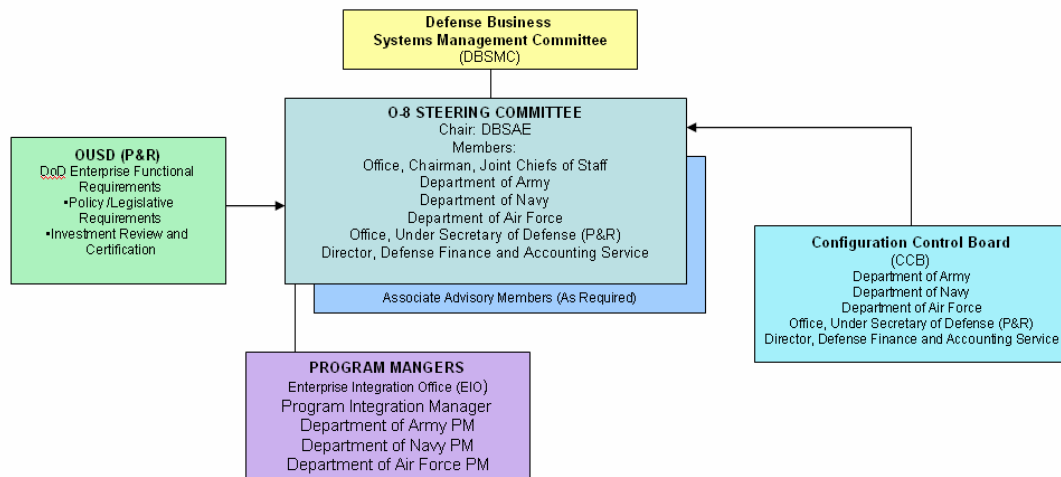 Defense Business
Systems Management Committee
(DBSMC)
O-8 STEERING COMMITTEE
Chair: DBSAE
Members:
Office, Chairman, Joint Chiefs of Staff
Department of Army
Department of Navy
Department of Air Force
Office, Under Secretary of Defense (P&R)
Director, Defense Finance and Accounting Service
Associate Advisory Members (As Required)
OUSD (P&R)
DoD Enterprise Functional
Requirements
•Policy/Legislative
Requirements
•Investment Review and
Certification
Configuration Control Board
(CCB)
Department of Army
Department of Navy
Department of Air Force
Office, Under Secretary of Defense (P&R)
Director, Defense Finance and Accounting Service
PROGRAM MANGERS
Enterprise Integration Office (EIO)
Program Integration Manager
Department of Army PM
Department of Navy PM
Department of Air Force PM